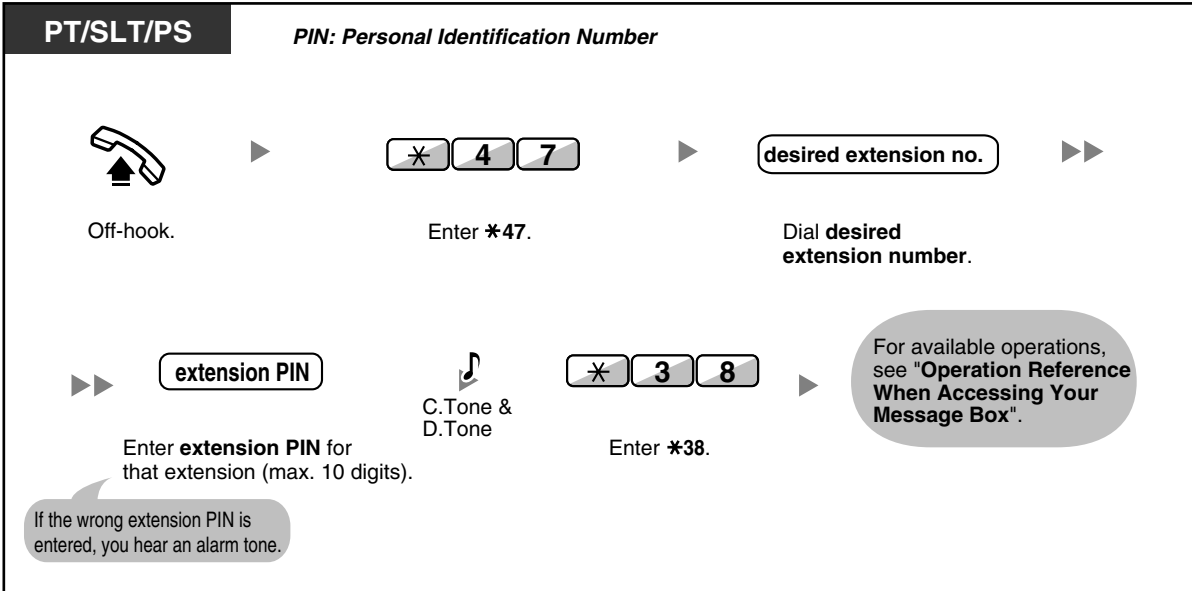 PT/SLT/PS
PIN: Personal Identification Number
* 4 7
desired extension no.
Off-hook.
Enter *47.
Dial desired
extension number.
extension PIN
C.Tone &
D.Tone
* 3 8
For available operations,
see "Operation Reference
When Accessing Your
Message Box".
Enter extension PIN for
that extension (max. 10 digits).
Enter *38.
If the wrong extension PIN is
entered, you hear an alarm tone.